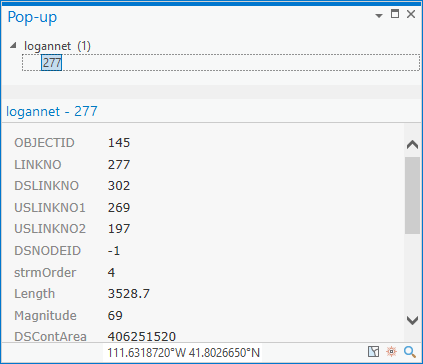 Pop-up
logannet (1)
277
logannet - 277
OBJECTID 145
LINKNO 277
DSLINKNO 302
USLINKNO1 269
USLINKNO2 197
DSNODEID -1
strmOrder 4
Length 3528.7
Magnitude 69
DSContArea 406251520
111.6318720°W 41.8026650°N